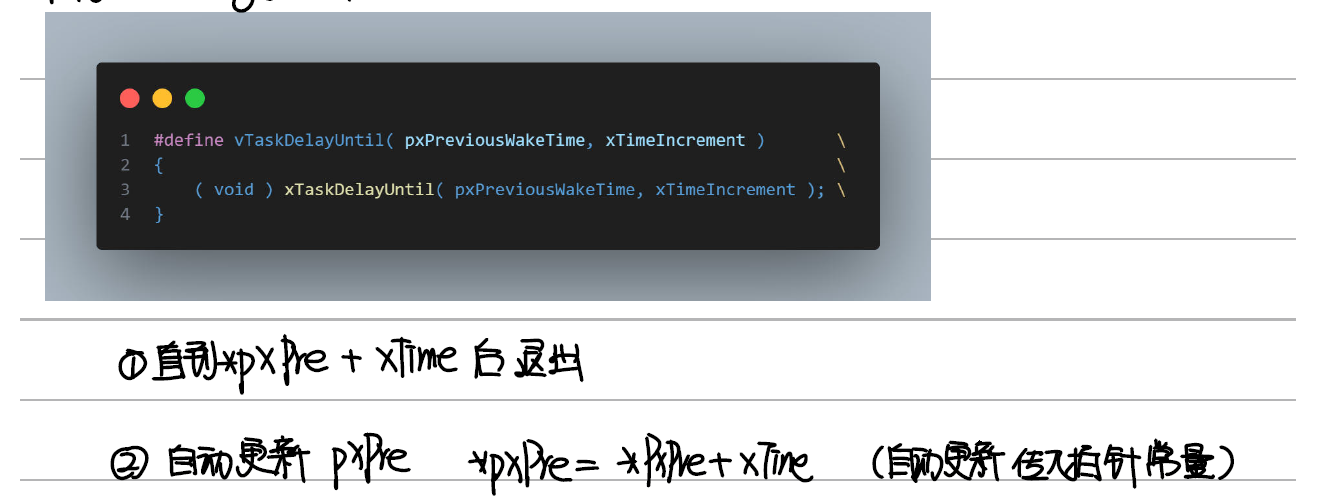 1 #define vTaskDelayUntil( pxPreviousWakeTime, xTimeIncrement ) \
2 { \
3 ( void ) xTaskDelayUntil( pxPreviousWakeTime, xTimeIncrement ); \
4 }
① 直到*pxPre + xTime 后退出
② 自动更新 pxPre *pxPre = *pxPre + xTime (自动更新传入指针常量)